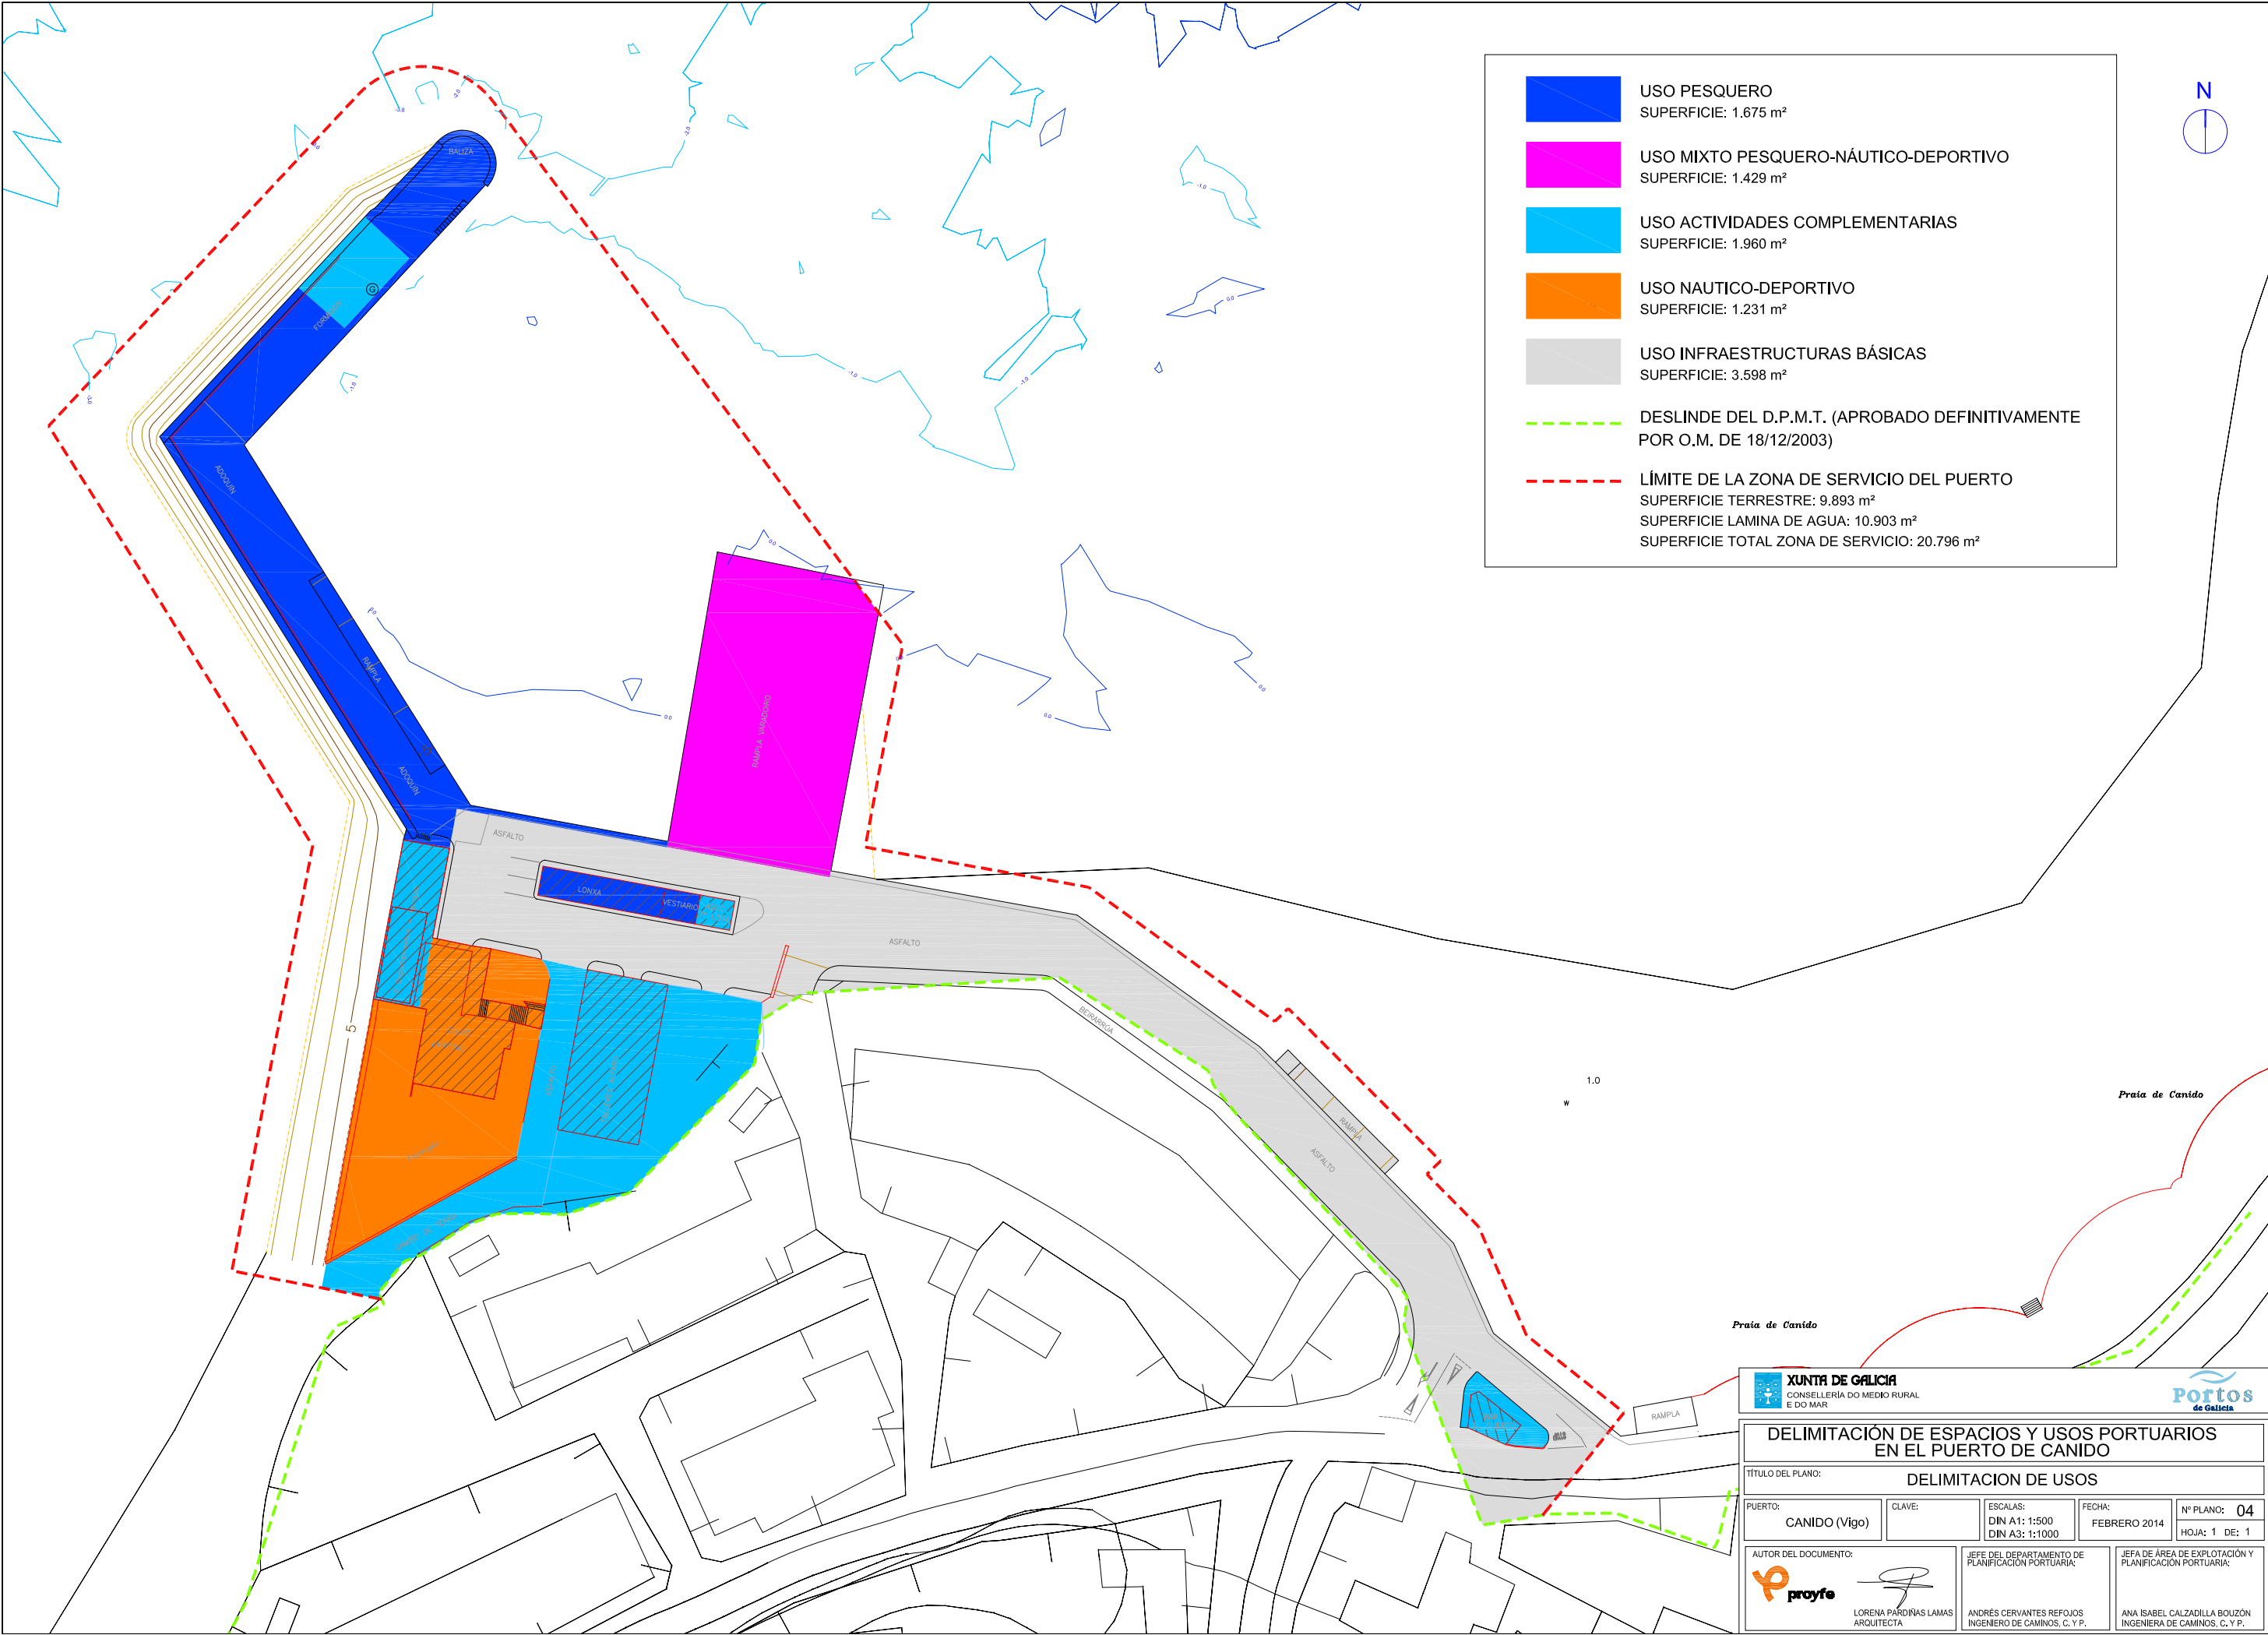 USO PESQUERO
SUPERFICIE: 1.675 m²
USO MIXTO PESQUERO-NÁUTICO-DEPORTIVO
SUPERFICIE: 1.429 m²
USO ACTIVIDADES COMPLEMENTARIAS
SUPERFICIE: 1.960 m²
USO NAUTICO-DEPORTIVO
SUPERFICIE: 1.231 m²
USO INFRAESTRUCTURAS BÁSICAS
SUPERFICIE: 3.598 m²
DESLINDE DEL D.P.M.T. (APROBADO DEFINITIVAMENTE
POR O.M. DE 18/12/2003)
LÍMITE DE LA ZONA DE SERVICIO DEL PUERTO
SUPERFICIE TERRESTRE: 9.893 m²
SUPERFICIE LAMINA DE AGUA: 10.903 m²
SUPERFICIE TOTAL ZONA DE SERVICIO: 20.796 m²
N
BALIZA
G
ADOQUÍN
RAMPLA
ADOQUÍN
RAMPLA VARADOIRO
ASFALTO
LONXA
VESTIARIO
ASFALTO
BEIRARRÚA
RAMPLA
ASFALTO
5
1.0
Praia de Canido
Praia de Canido
RAMPLA
XUNTA DE GALICIA
CONSELLERÍA DO MEDIO RURAL
E DO MAR
Portos
de Galicia
DELIMITACIÓN DE ESPACIOS Y USOS PORTUARIOS
EN EL PUERTO DE CANIDO
TÍTULO DEL PLANO:
DELIMITACION DE USOS
PUERTO:
CANIDO (Vigo)
CLAVE:
ESCALAS:
DIN A1: 1:500
DIN A3: 1:1000
FECHA:
FEBRERO 2014
Nº PLANO: 04
HOJA: 1 DE: 1
AUTOR DEL DOCUMENTO:
proyfe
LORENA PARDIÑAS LAMAS
ARQUITECTA
JEFE DEL DEPARTAMENTO DE
PLANIFICACIÓN PORTUARIA:
ANDRÉS CERVANTES REFOJOS
INGENIERO DE CAMINOS, C. Y P.
JEFA DE ÁREA DE EXPLOTACIÓN Y
PLANIFICACIÓN PORTUARIA:
ANA ISABEL CALZADILLA BOUZÓN
INGENIERA DE CAMINOS, C. Y P.